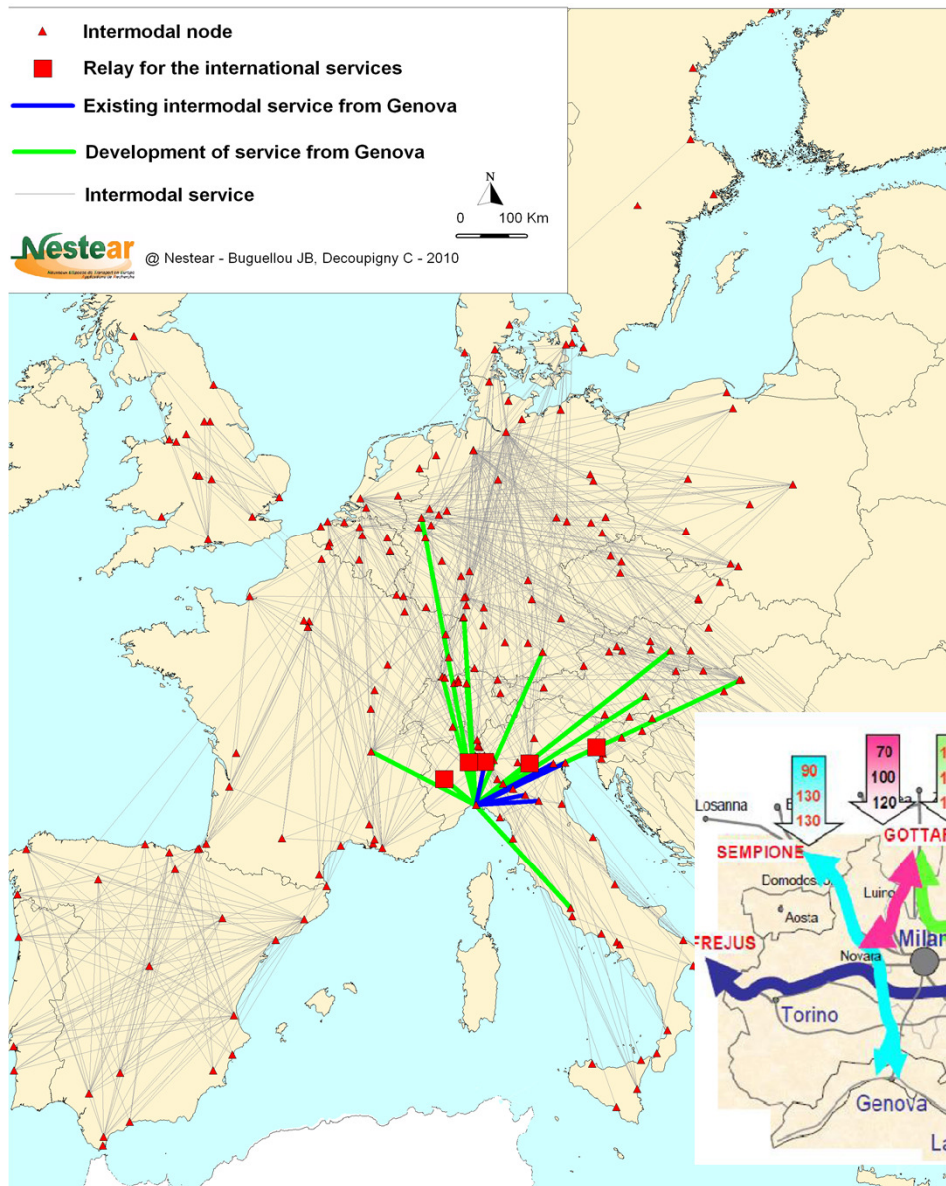 Intermodal node
Relay for the international services
Existing intermodal service from Genova
Development of service from Genova
Intermodal service
N
0 100 Km
Nestear
@ Nestear - Buguellou JB, Decoupigny C - 2010
90
130
130
70
100
120
Losanna
SEMPIONE
GOTTAR
Domodosso
Luino
Aosta
FREJUS
Novara
Milan
Torino
Genova
La